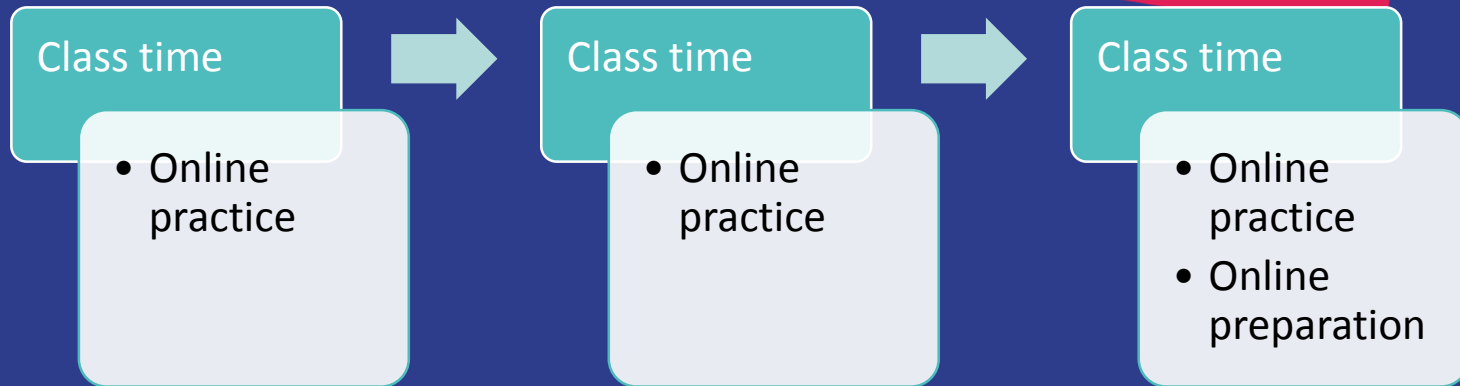 Class time
• Online
practice
Class time
• Online
practice
Class time
• Online
practice
• Online
preparation